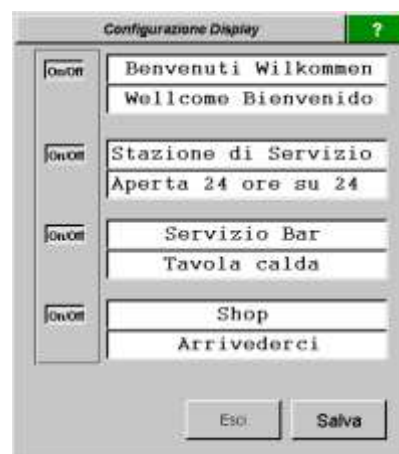 Configurazione Display ?
On/Off
Benvenuti Wilkommen
Wellcome Bienvenido
On/Off
Stazione di Servizio
Aperta 24 ore su 24
On/Off
Servizio Bar
Tavola calda
On/Off
Shop
Arrivederci
Esci Salva